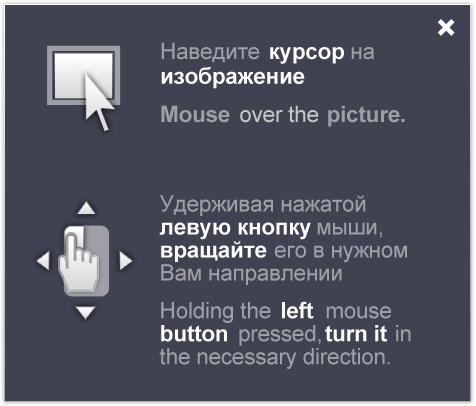 Наведите курсор на
изображение
Mouse over the picture.
Удерживая нажатой
левую кнопку мыши,
вращайте его в нужном
Вам направлении
Holding the left mouse
button pressed, turn it in
the necessary direction.